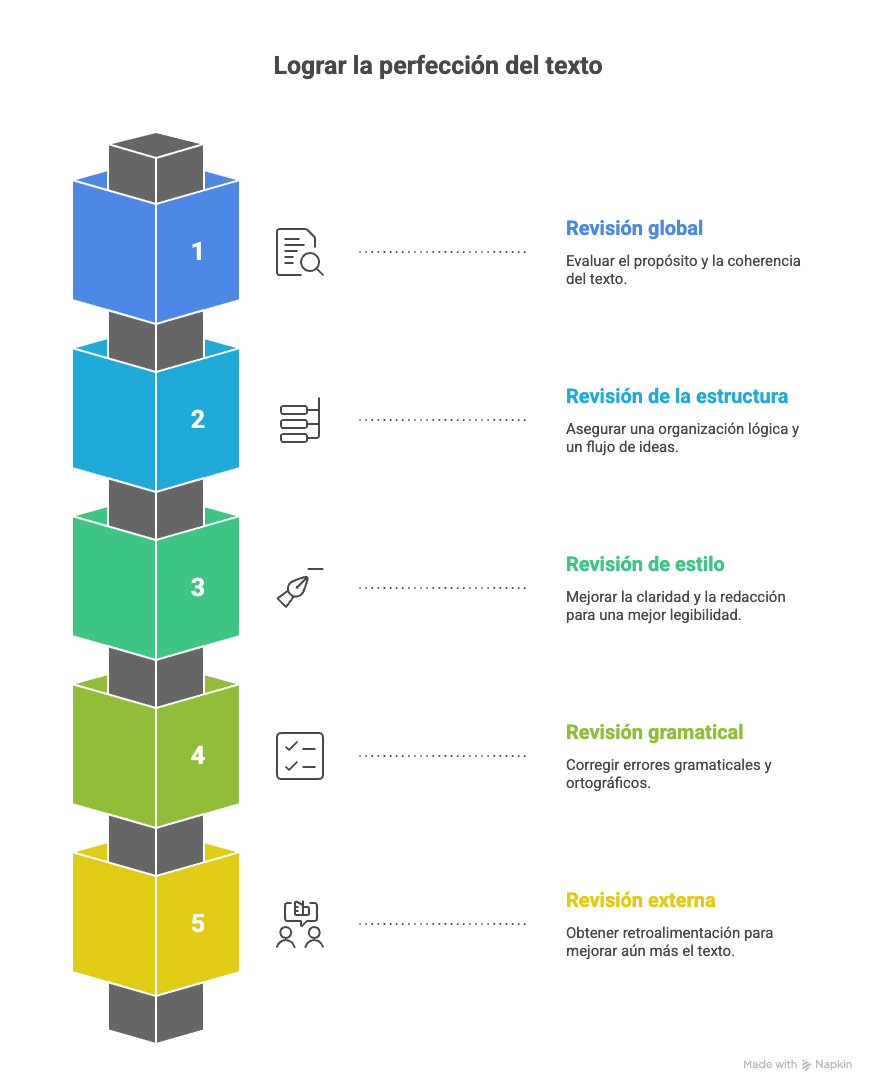 Lograr la perfección del texto
1
Revisión global
Evaluar el propósito y la coherencia
del texto.
2
Revisión de la estructura
Asegurar una organización lógica y
un flujo de ideas.
3
Revisión de estilo
Mejorar la claridad y la redacción
para una mejor legibilidad.
4
Revisión gramatical
Corregir errores gramaticales y
ortográficos.
5
Revisión externa
Obtener retroalimentación para
mejorar aún más el texto.
Made with Napkin